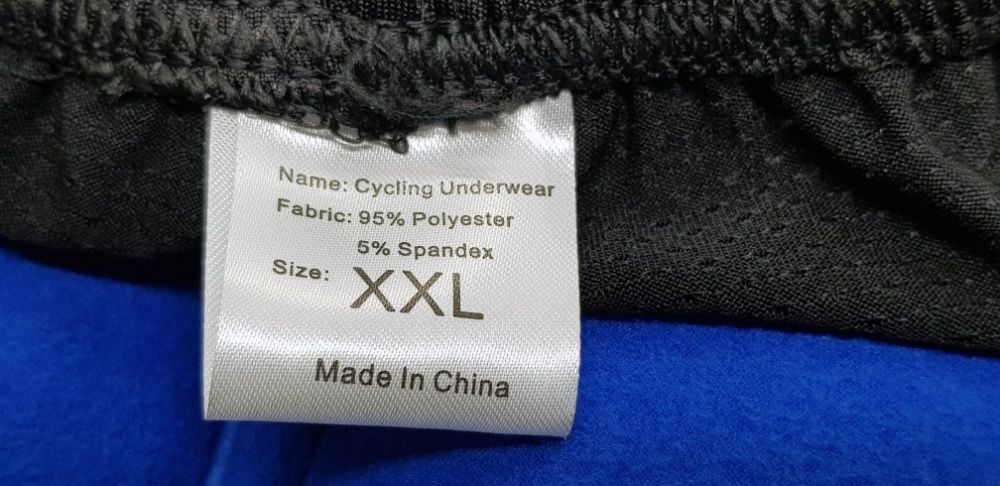 Name: Cycling Underwear
Fabric: 95% Polyester
5% Spandex
Size: XXL
Made In China